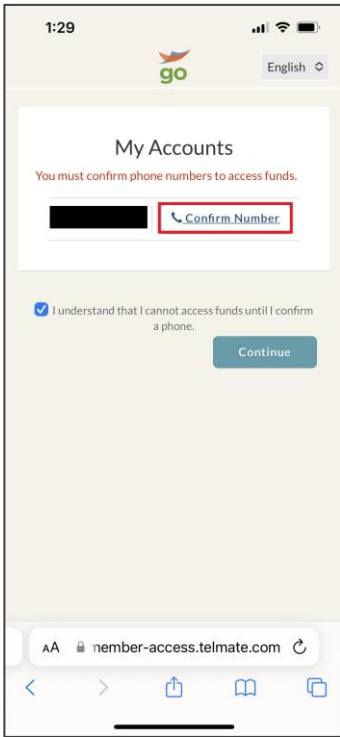 1:29
go
English
My Accounts
You must confirm phone numbers to access funds.
Confirm Number
I understand that I cannot access funds until I confirm
a phone.
Continue
AA nember-access.telmate.com